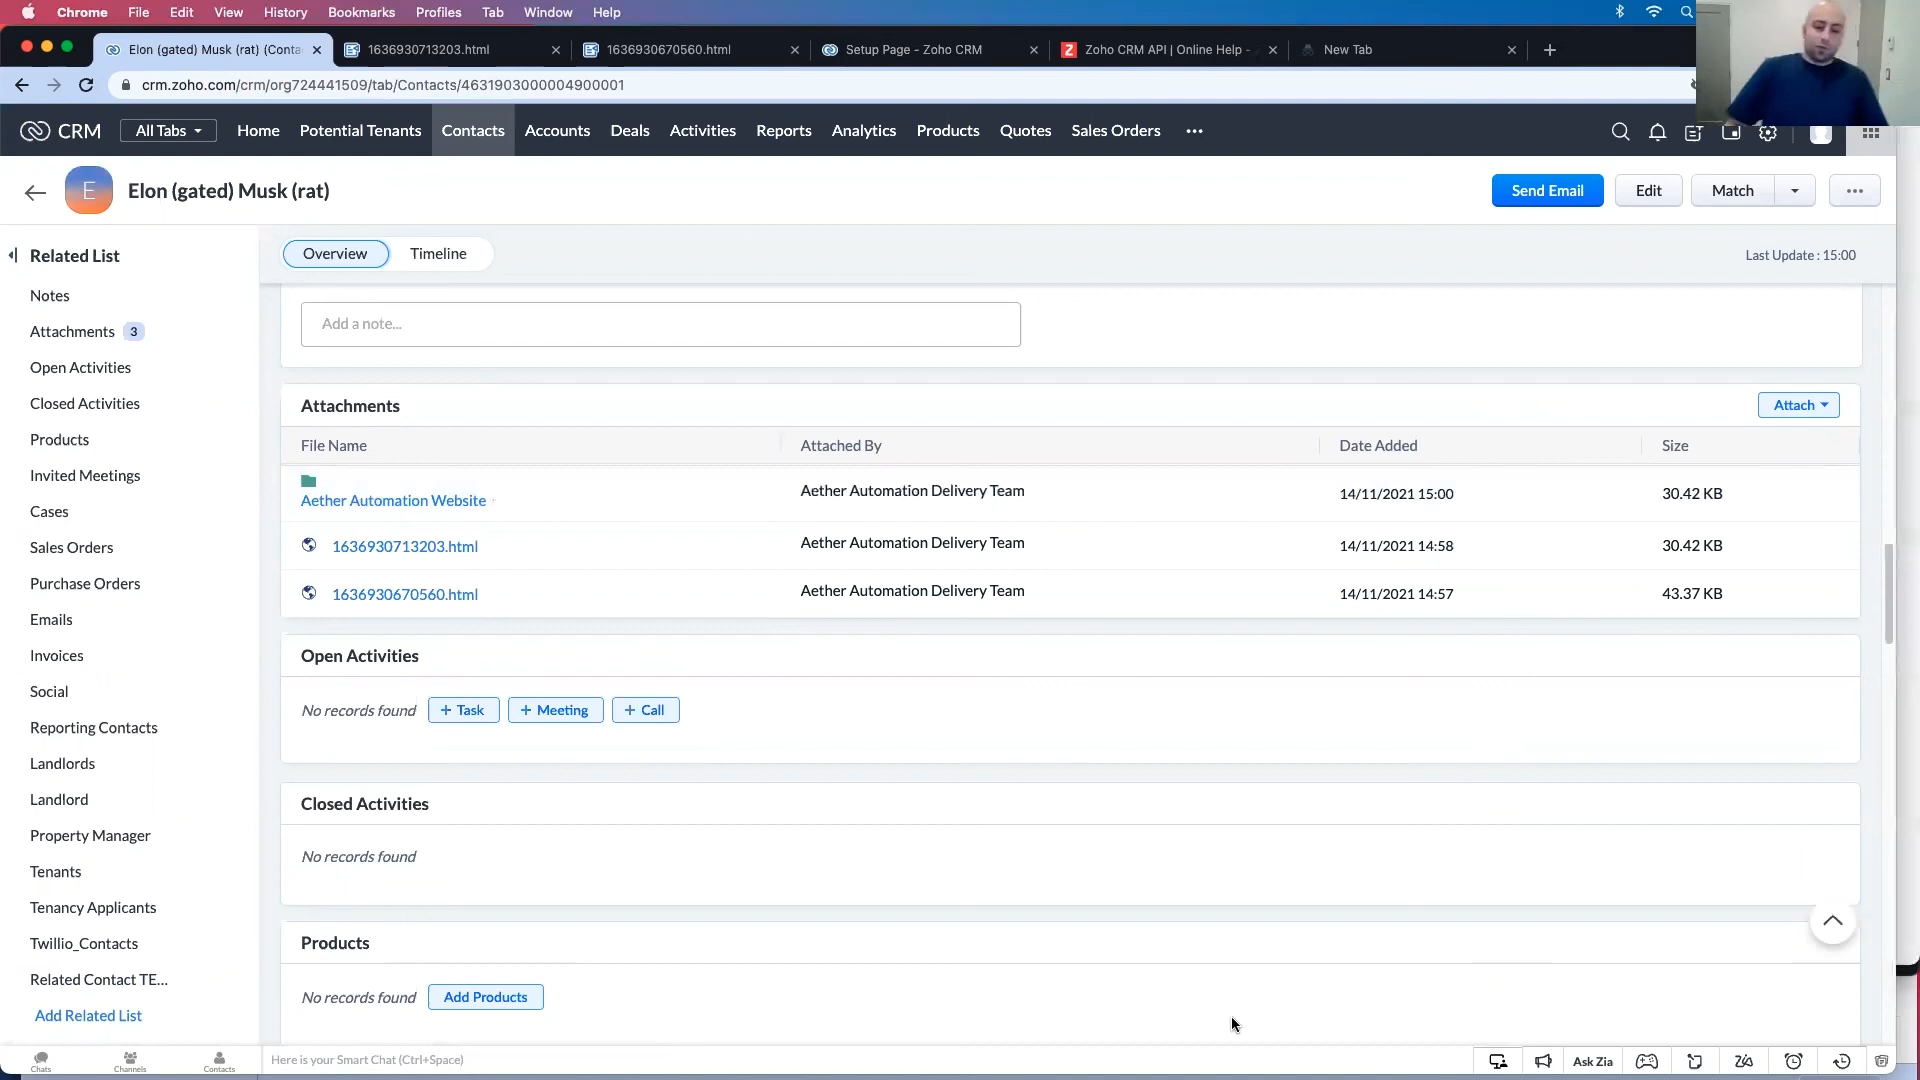 Chrome File Edit View History Bookmarks Profiles Tab Window Help
Elon (gated) Musk (rat) (Conta
1636930713203.html
1636930670560.html
Setup Page - Zoho CRM
Zoho CRM API | Online Help -
New Tab
crm.zoho.com/crm/org724441509/tab/Contacts/4631903000004900001
CRM All Tabs Home Potential Tenants Contacts Accounts Deals Activities Reports Analytics Products Quotes Sales Orders
E Elon (gated) Musk (rat) Send Email Edit Match
Related List
Notes
Attachments 3
Open Activities
Closed Activities
Products
Invited Meetings
Cases
Sales Orders
Purchase Orders
Emails
Invoices
Social
Reporting Contacts
Landlords
Landlord
Property Manager
Tenants
Tenancy Applicants
Twillio_Contacts
Related Contact TE...
Add Related List
Overview Timeline Last Update : 15:00
Add a note...
Attachments Attach
File Name Attached By Date Added Size
Aether Automation Website Aether Automation Delivery Team 14/11/2021 15:00 30.42 KB
1636930713203.html Aether Automation Delivery Team 14/11/2021 14:58 30.42 KB
1636930670560.html Aether Automation Delivery Team 14/11/2021 14:57 43.37 KB
Open Activities
No records found + Task + Meeting + Call
Closed Activities
No records found
Products
No records found Add Products
Chats Channels Contacts Here is your Smart Chat (Ctrl+Space) Ask Zia